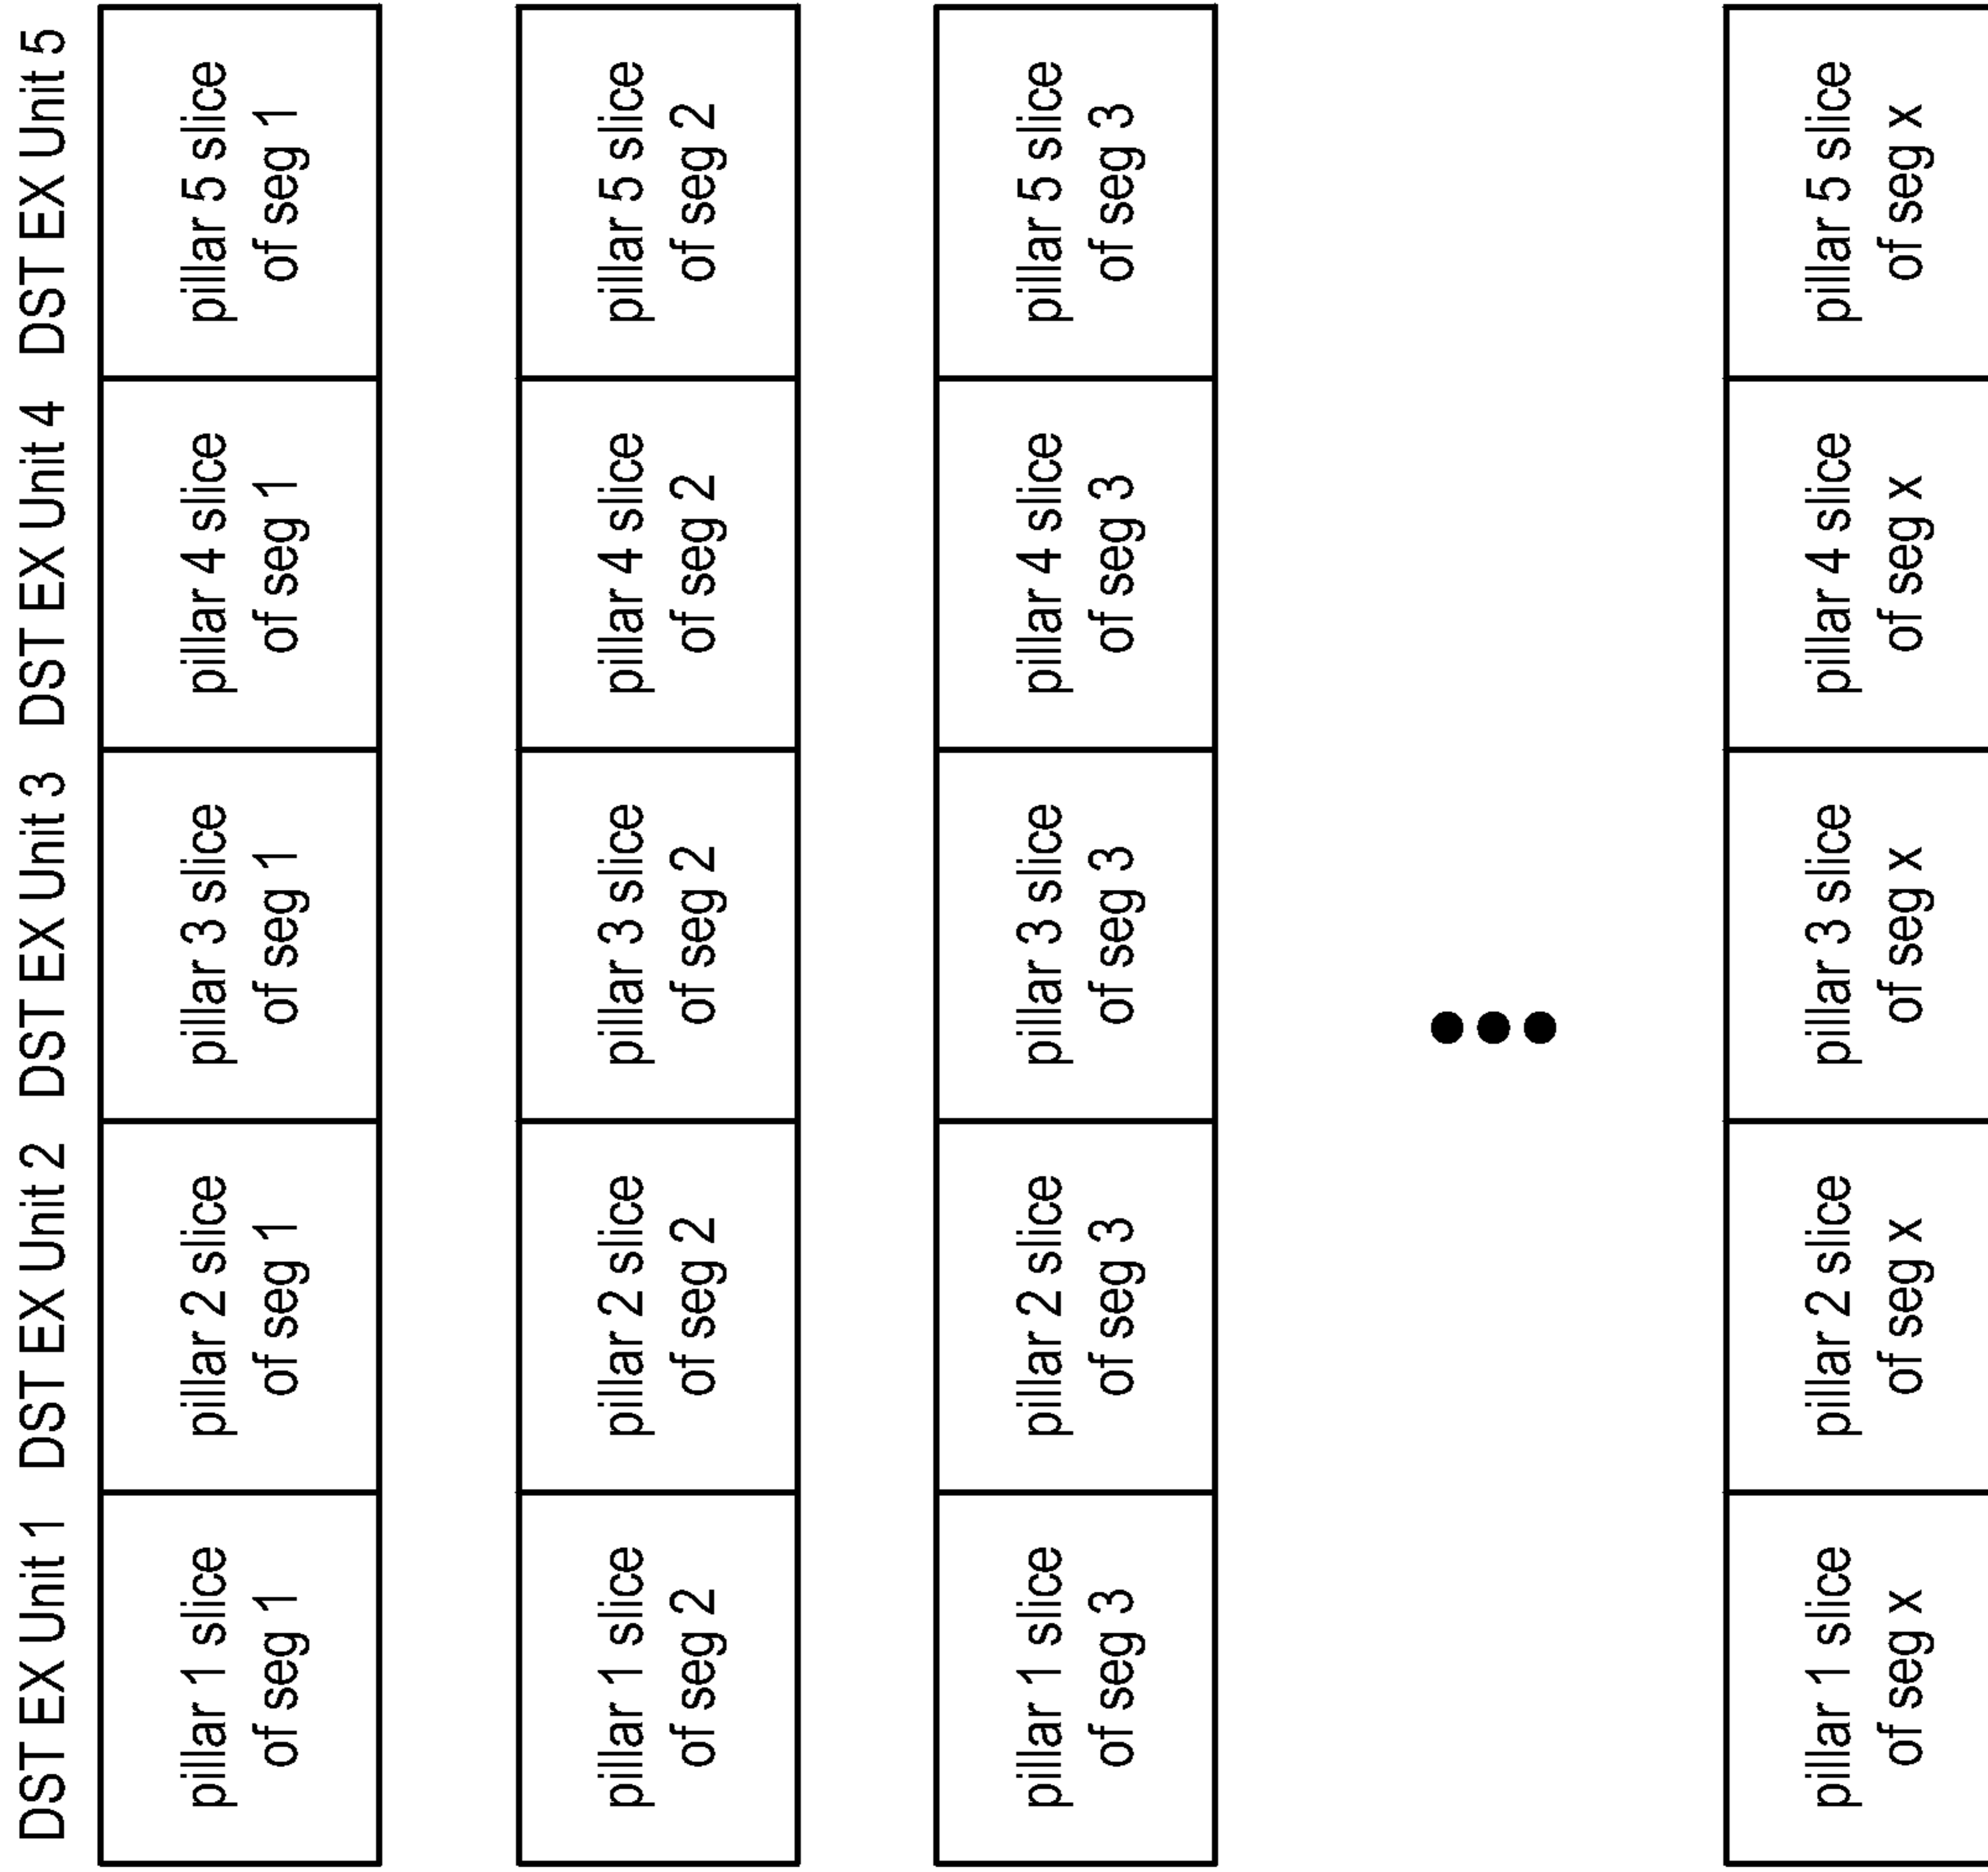 DST EX Unit 1 DST EX Unit 2 DST EX Unit 3 DST EX Unit 4 DST EX Unit 5
pillar 1 slice
of seg 1
pillar 2 slice
of seg 1
pillar 3 slice
of seg 1
pillar 4 slice
of seg 1
pillar 5 slice
of seg 1
pillar 1 slice
of seg 2
pillar 2 slice
of seg 2
pillar 3 slice
of seg 2
pillar 4 slice
of seg 2
pillar 5 slice
of seg 2
pillar 1 slice
of seg 3
pillar 2 slice
of seg 3
pillar 3 slice
of seg 3
pillar 4 slice
of seg 3
pillar 5 slice
of seg 3
pillar 1 slice
of seg x
pillar 2 slice
of seg x
pillar 3 slice
of seg x
pillar 4 slice
of seg x
pillar 5 slice
of seg x